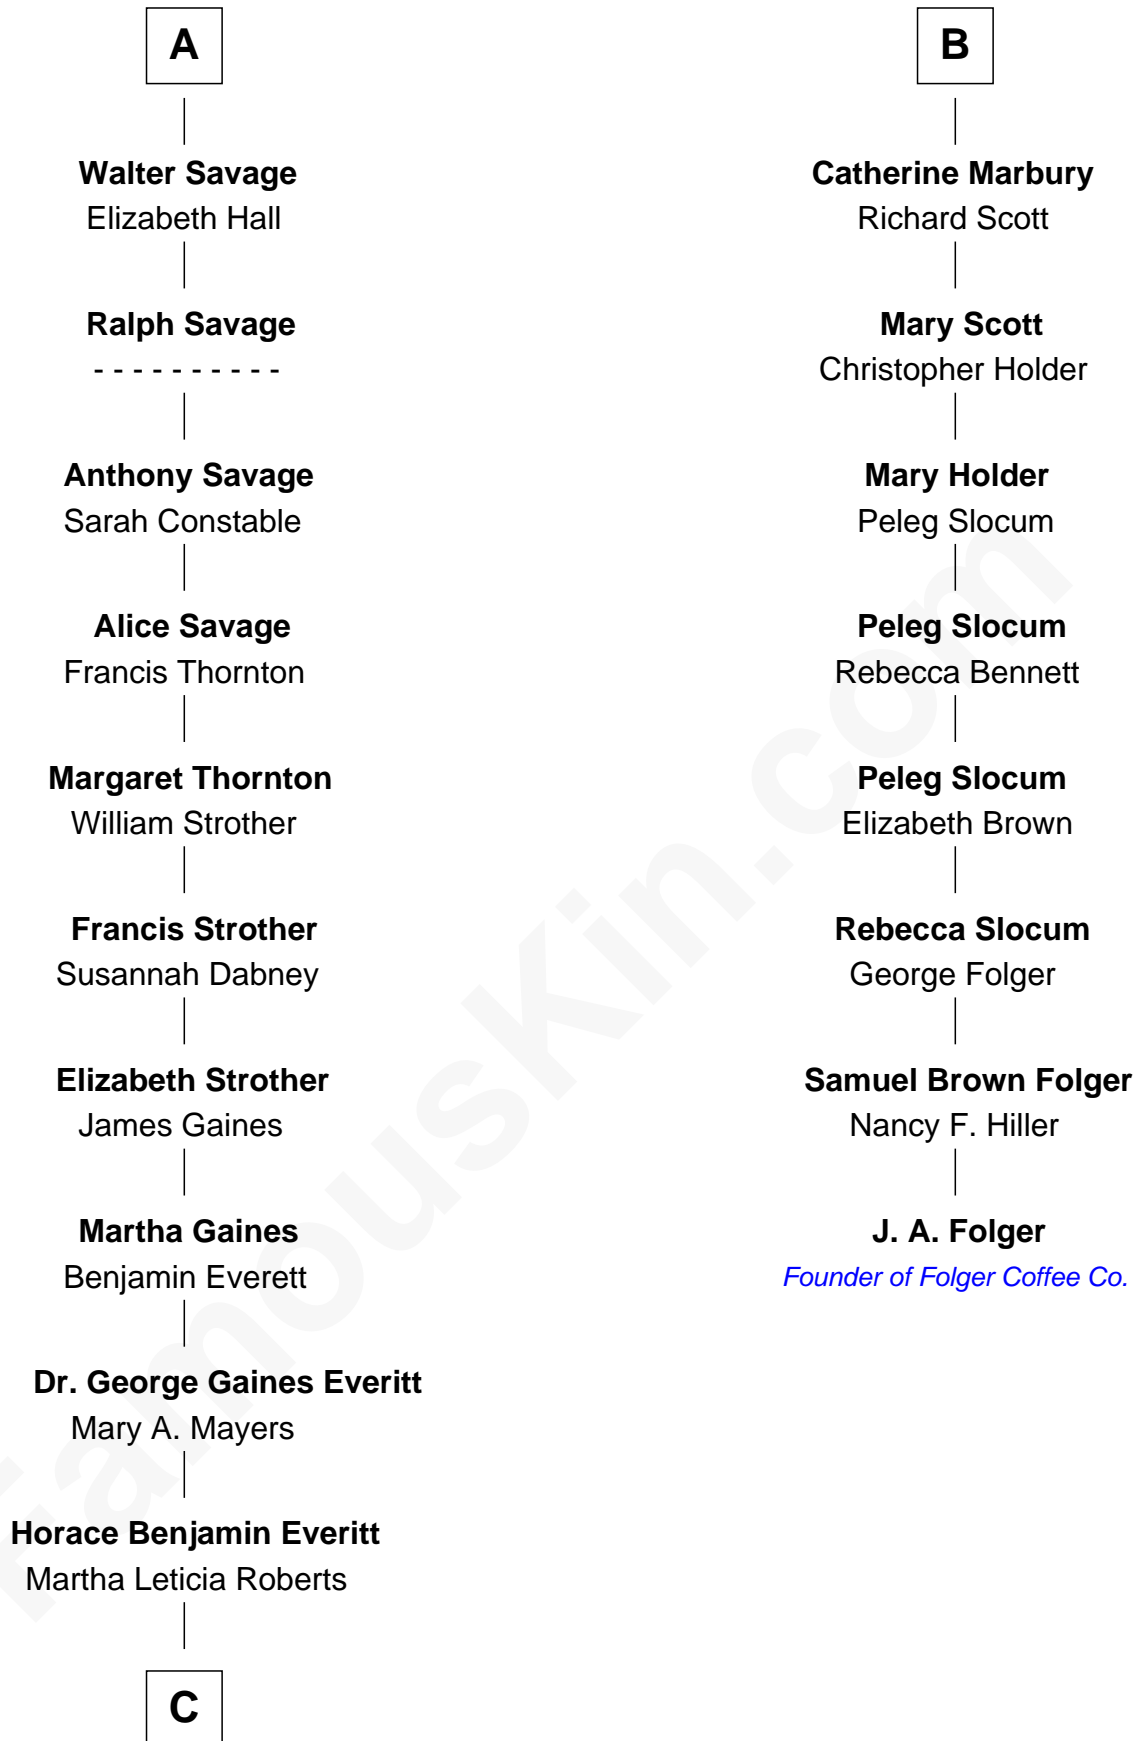 A
Walter Savage
Elizabeth Hall
Ralph Savage
- - - - - - - - - -
Anthony Savage
Sarah Constable
Alice Savage
Francis Thornton
Margaret Thornton
William Strother
Francis Strother
Susannah Dabney
Elizabeth Strother
James Gaines
Martha Gaines
Benjamin Everett
Dr. George Gaines Everitt
Mary A. Mayers
Horace Benjamin Everitt
Martha Leticia Roberts
C
B
Catherine Marbury
Richard Scott
Mary Scott
Christopher Holder
Mary Holder
Peleg Slocum
Peleg Slocum
Rebecca Bennett
Peleg Slocum
Elizabeth Brown
Rebecca Slocum
George Folger
Samuel Brown Folger
Nancy F. Hiller
J. A. Folger
Founder of Folger Coffee Co.
FamousKin.com